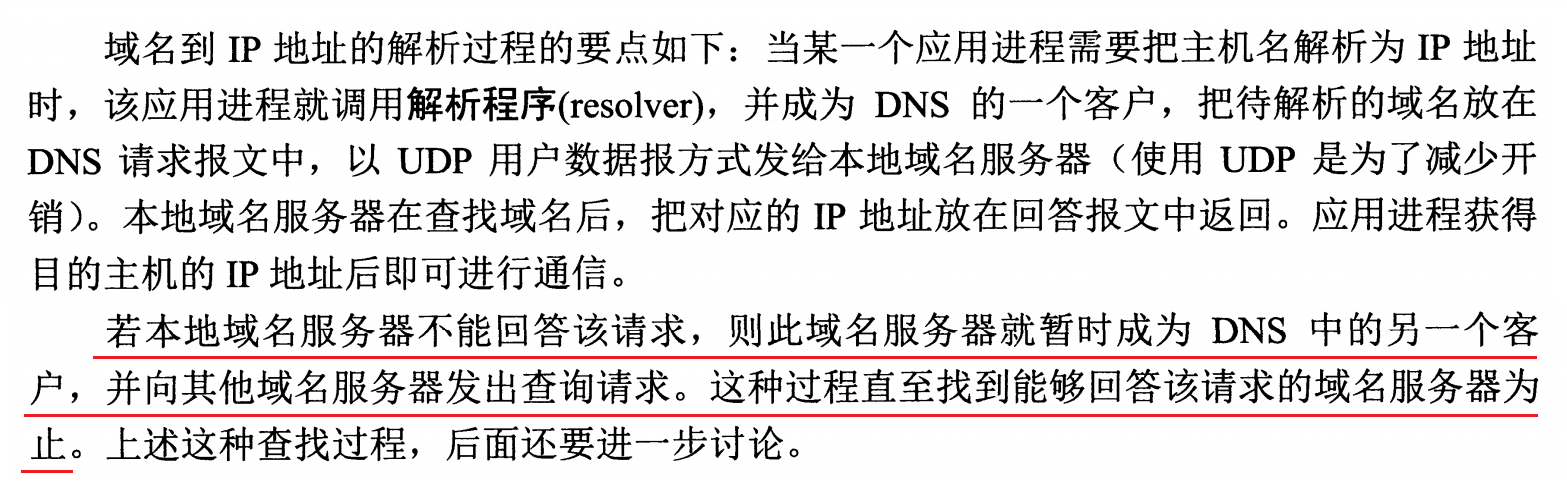 域名到 IP 地址的解析过程的要点如下：当某一个应用进程需要把主机名解析为 IP 地址
时，该应用进程就调用解析程序(resolver)，并成为 DNS 的一个客户，把待解析的域名放在
DNS 请求报文中，以 UDP 用户数据报方式发给本地域名服务器（使用 UDP 是为了减少开
销）。本地域名服务器在查找域名后，把对应的 IP 地址放在回答报文中返回。应用进程获得
目的主机的 IP 地址后即可进行通信。
若本地域名服务器不能回答该请求，则此域名服务器就暂时成为 DNS 中的另一个客
户，并向其他域名服务器发出查询请求。这种过程直至找到能够回答该请求的域名服务器为
止。上述这种查找过程，后面还要进一步讨论。